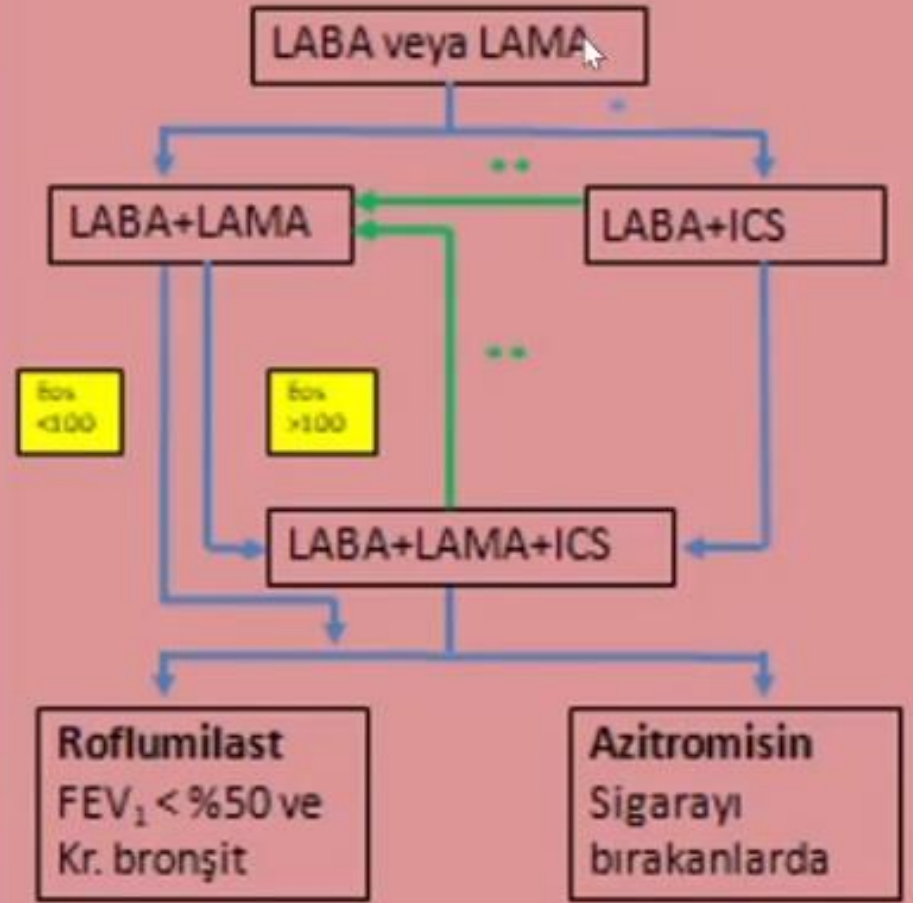 LABA veya LAMA
*
**
LABA+LAMA
LABA+ICS
**
Eos
<100
Eos
>100
LABA+LAMA+ICS
Roflumilast
FEV₁ < %50 ve
Kr. bronşit
Azitromisin
Sigarayı
bırakanlarda